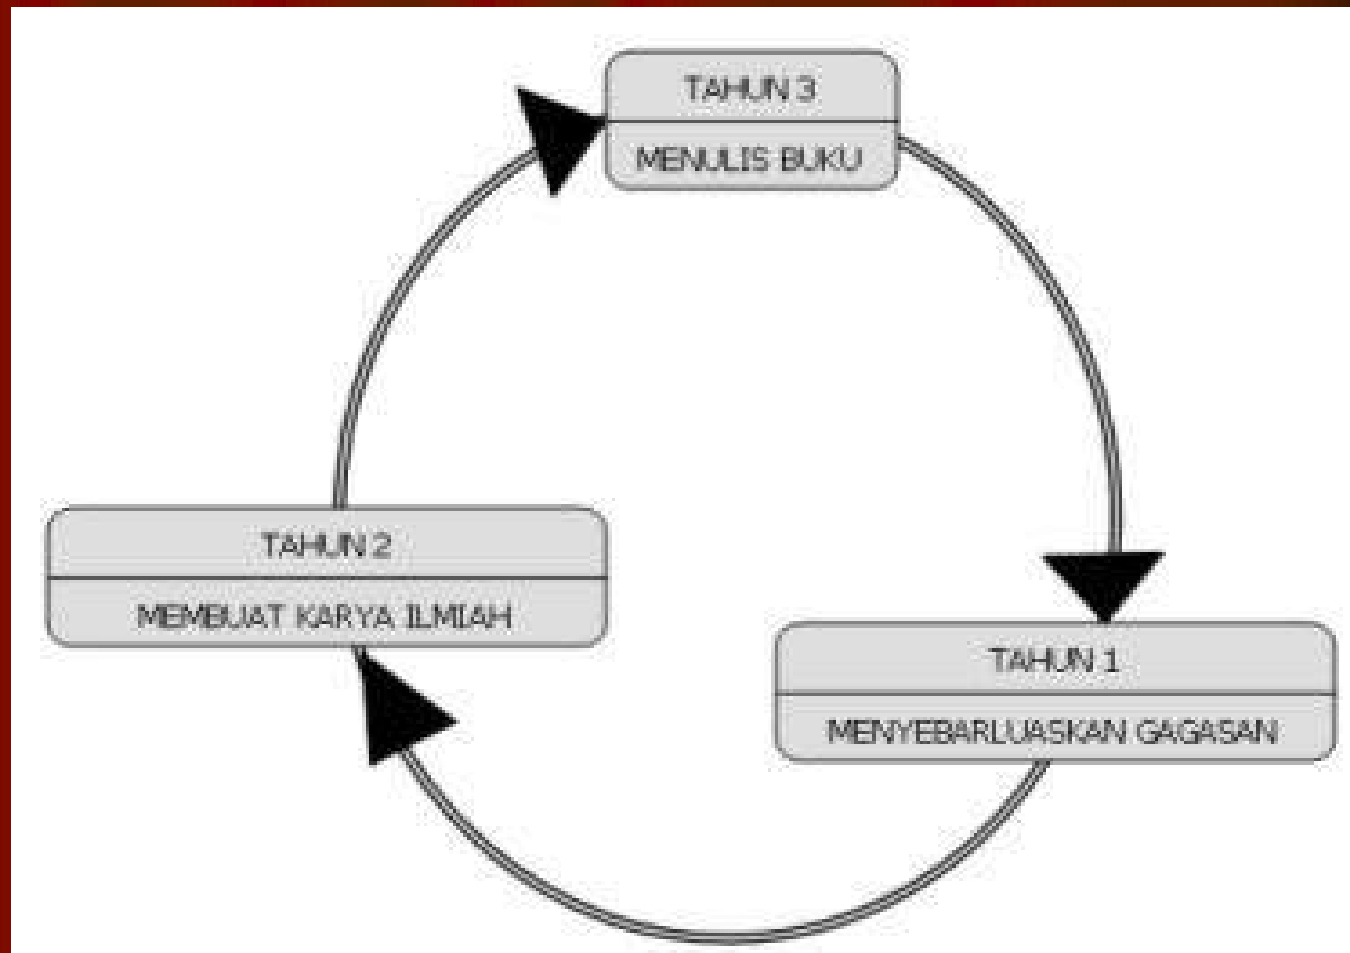 TAHUN 3
MENULIS BUKU
TAHUN 2
MEMBUAT KARYA ILMIAH
TAHUN 1
MENYEBARLUASKAN GAGASAN